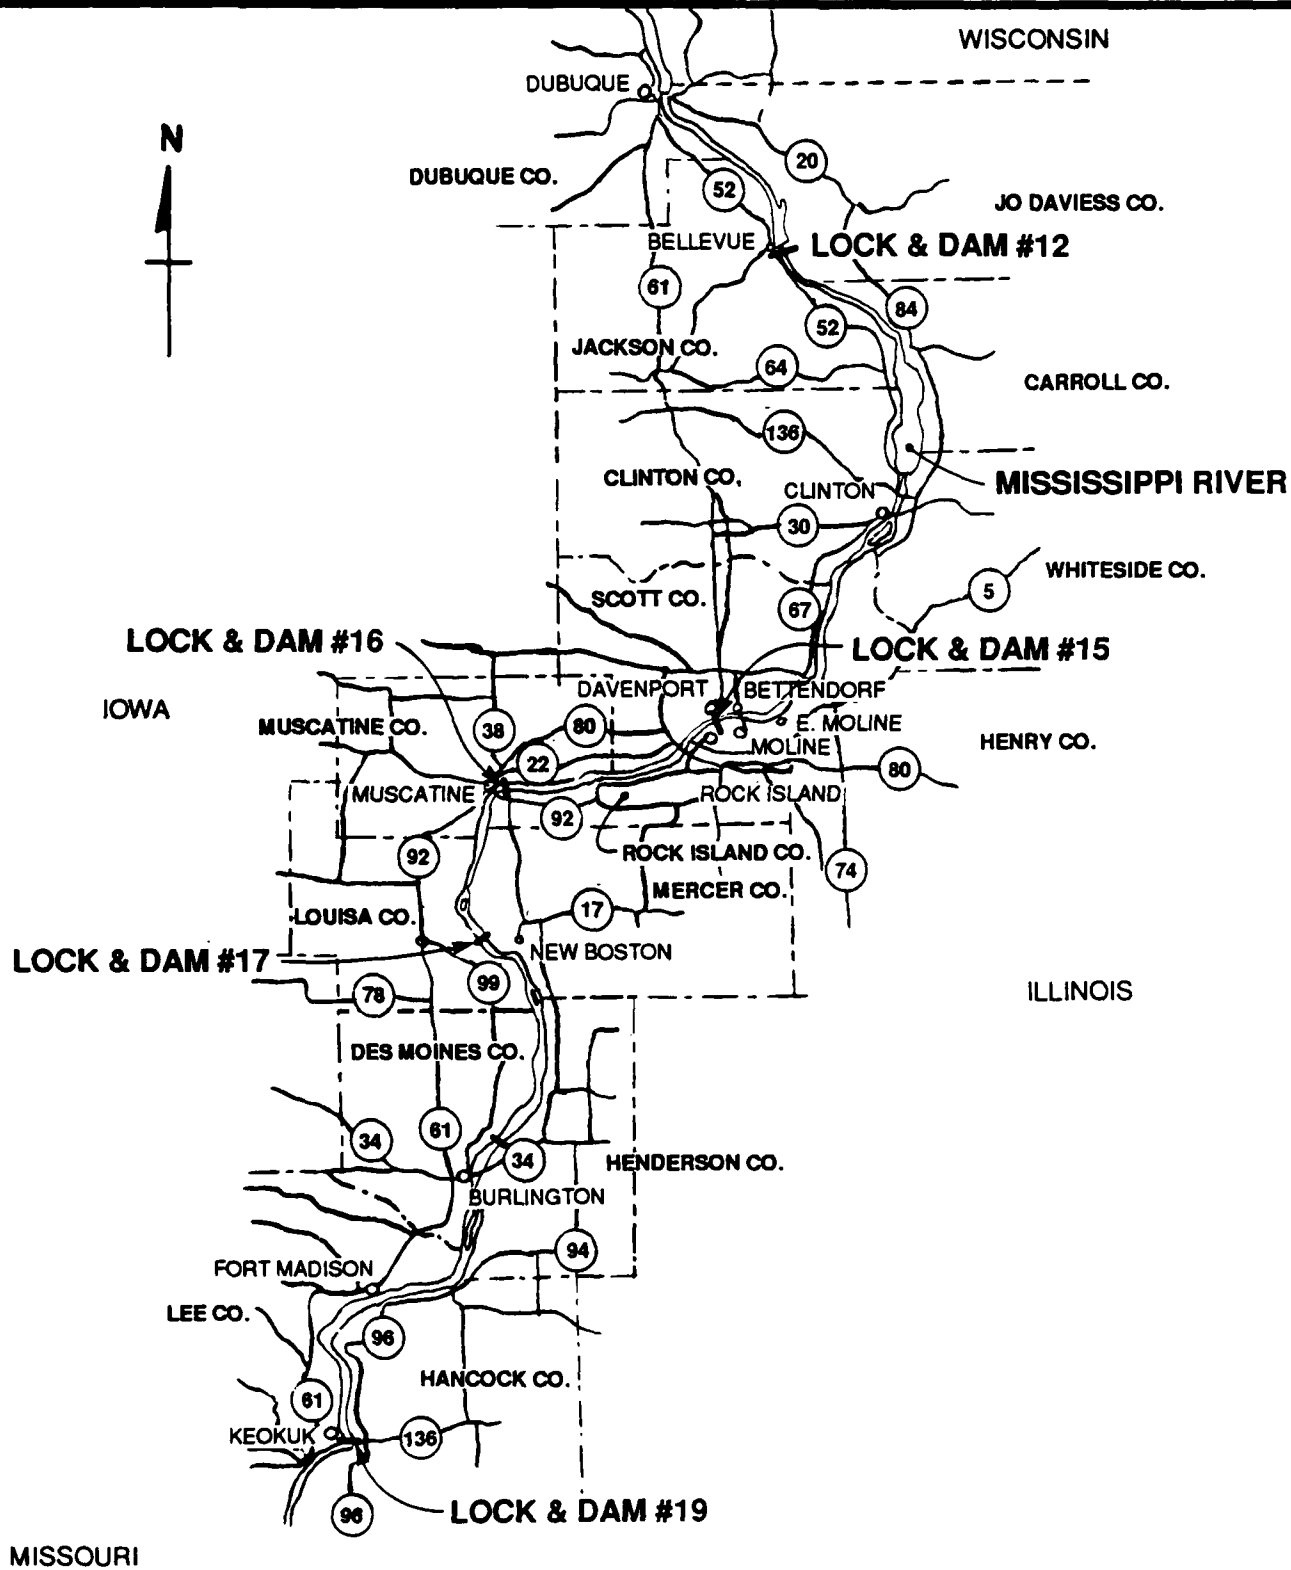 WISCONSIN
DUBUQUE
N
20
DUBUQUE CO.
52
JO DAVIESS CO.
BELLEVUE
LOCK & DAM #12
61
84
52
JACKSON CO.
64
CARROLL CO.
136
CLINTON CO.
MISSISSIPPI RIVER
CLINTON
30
WHITESIDE CO.
5
SCOTT CO.
67
LOCK & DAM #16
LOCK & DAM #15
DAVENPORT
BETTENDORF
IOWA
MUSCATINE CO.
38
80
E. MOLINE
HENRY CO.
MOLINE
22
80
MUSCATINE
ROCK ISLAND
92
92
ROCK ISLAND CO.
74
MERCER CO.
17
LOUISA CO.
NEW BOSTON
LOCK & DAM #17
99
78
ILLINOIS
DES MOINES CO.
61
34
34
HENDERSON CO.
BURLINGTON
94
FORT MADISON
LEE CO.
96
HANCOCK CO.
61
KEOKUK
136
LOCK & DAM #19
96
MISSOURI